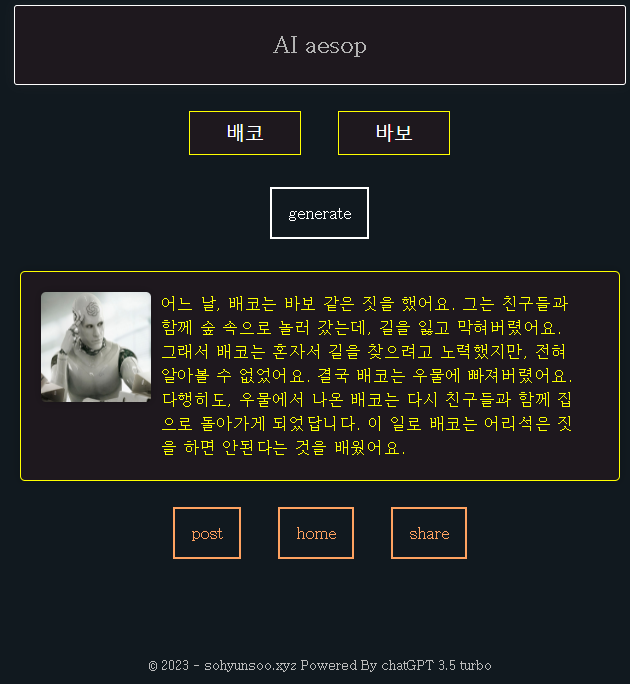 AI aesop
배코 바보
generate
어느 날, 배코는 바보 같은 짓을 했어요. 그는 친구들과
함께 숲 속으로 놀러 갔는데, 길을 잃고 막혀버렸어요.
그래서 배코는 혼자서 길을 찾으려고 노력했지만, 전혀
알아볼 수 없었어요. 결국 배코는 우물에 빠져버렸어요.
다행히도, 우물에서 나온 배코는 다시 친구들과 함께 집
으로 돌아가게 되었답니다. 이 일로 배코는 어리석은 짓
을 하면 안된다는 것을 배웠어요.
post home share
© 2023 - sohyunsoo.xyz Powered By chatGPT 3.5 turbo